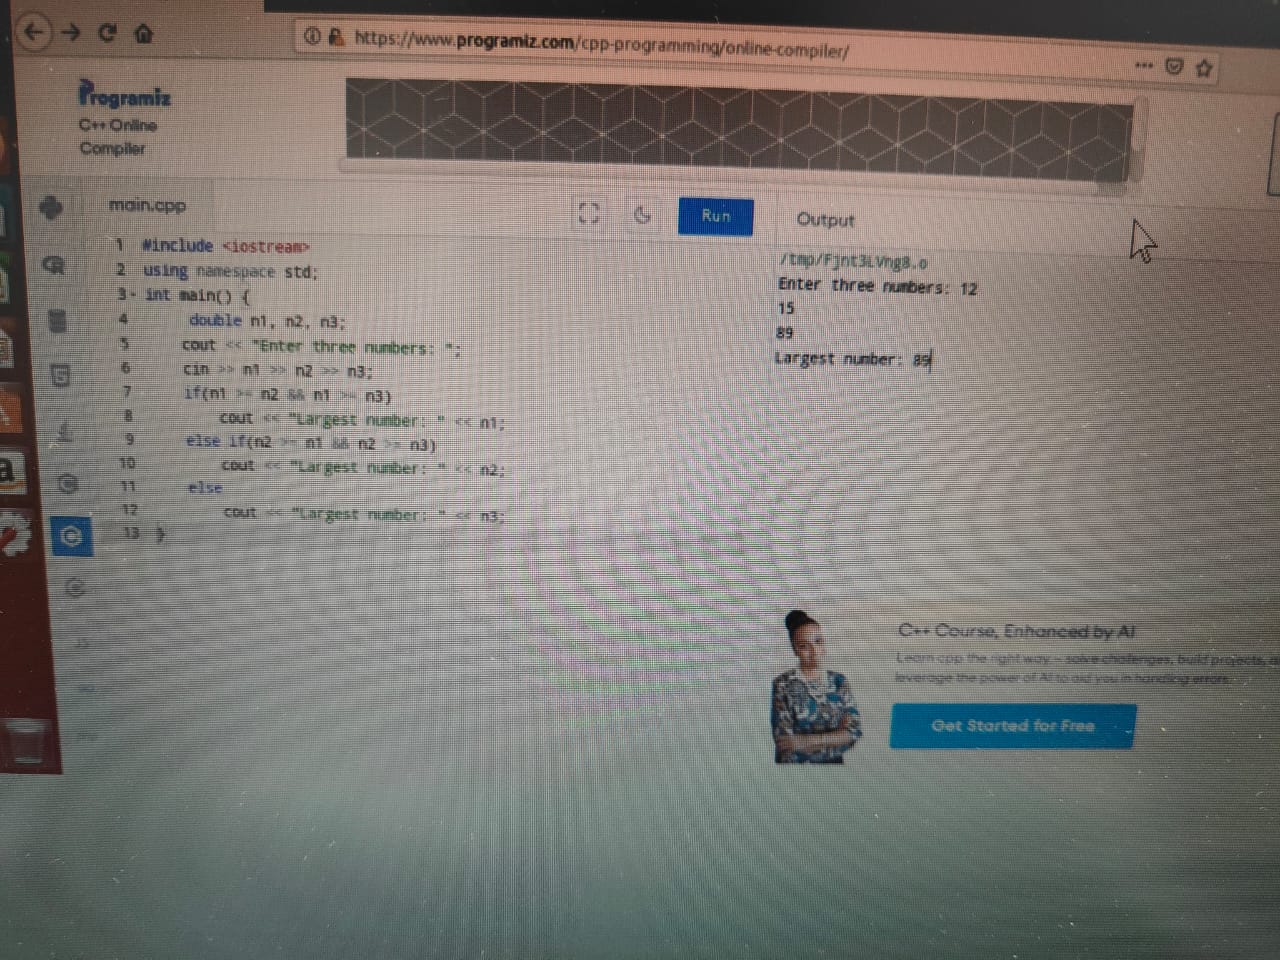 https://www.programiz.com/cpp-programming/online-compiler/
Programiz
C++ Online
Compiler
main.cpp
Run
Output
1 #include <iostream>
2 using namespace std;
3 int main() {
4 double n1, n2, n3;
5 cout << "Enter three numbers: ";
6 cin >> n1 >> n2 >> n3;
7 if(n1 >= n2 && n1 >= n3)
8 cout << "Largest number: " << n1;
9 else if(n2 >= n1 && n2 >= n3)
10 cout << "Largest number: " << n2;
11 else
12 cout << "Largest number: " << n3;
13 }
/tmp/Fjnt3LVng8.o
Enter three numbers: 12
15
89
Largest number: 89
C++ Course, Enhanced by AI
Learn cpp the right way - solve challenges, build projects,
leverage the power of AI to aid you in handling errors.
Get Started for Free